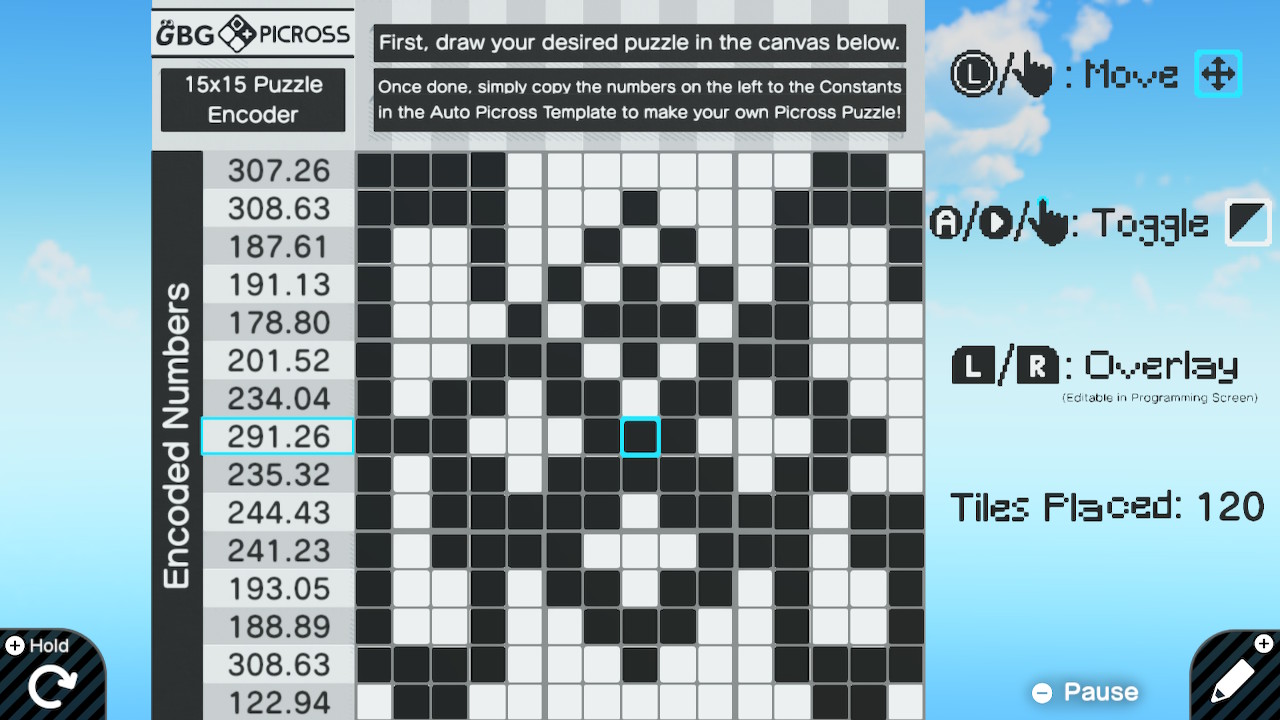 GBG PICROSS
15x15 Puzzle
Encoder
First, draw your desired puzzle in the canvas below.
Once done, simply copy the numbers on the left to the Constants
in the Auto Picross Template to make your own Picross Puzzle!
Encoded Numbers
307.26
308.63
187.61
191.13
178.80
201.52
234.04
291.26
235.32
244.43
241.23
193.05
188.89
308.63
122.94
L/ : Move
A/ / : Toggle
L/R: Overlay
(Editable in Programming Screen)
Tiles Placed: 120
Hold
Pause